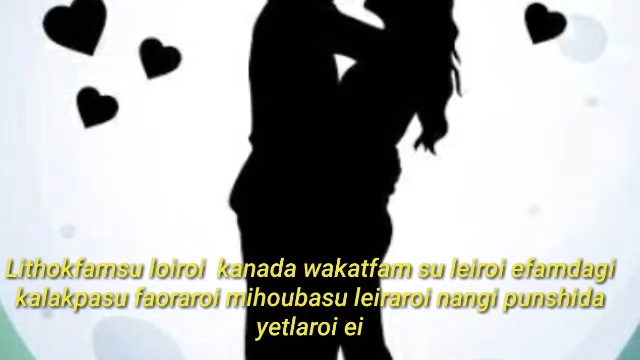 Lithokfamsu loiroi kanada wakatfam su leiroi efamdagi
kalakpasu faoraroi mihoubasu leiraroi nangi punshida
yetlaroi ei